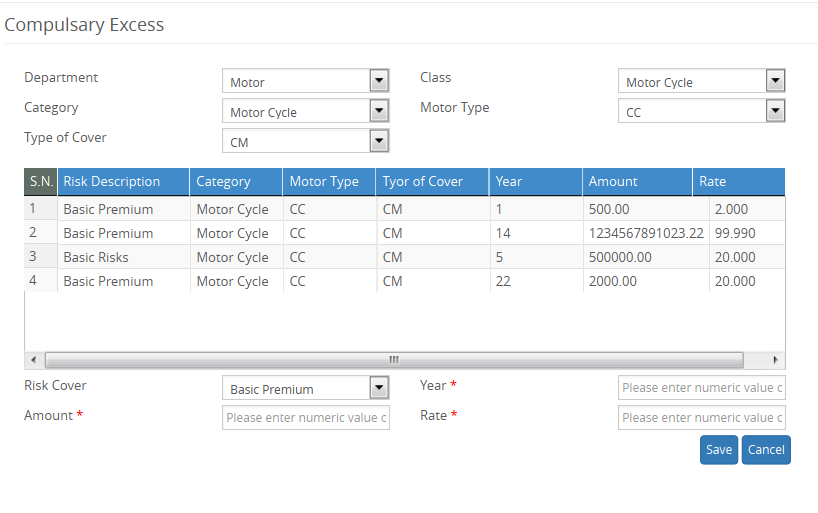 Compulsary Excess
Department Motor Class Motor Cycle
Category Motor Cycle Motor Type CC
Type of Cover CM
S.N. Risk Description Category Motor Type Tyor of Cover Year Amount Rate
1 Basic Premium Motor Cycle CC CM 1 500.00 2.000
2 Basic Premium Motor Cycle CC CM 14 1234567891023.22 99.990
3 Basic Risks Motor Cycle CC CM 5 500000.00 20.000
4 Basic Premium Motor Cycle CC CM 22 2000.00 20.000
Risk Cover Basic Premium Year * Please enter numeric value c
Amount * Please enter numeric value c Rate * Please enter numeric value c
Save Cancel